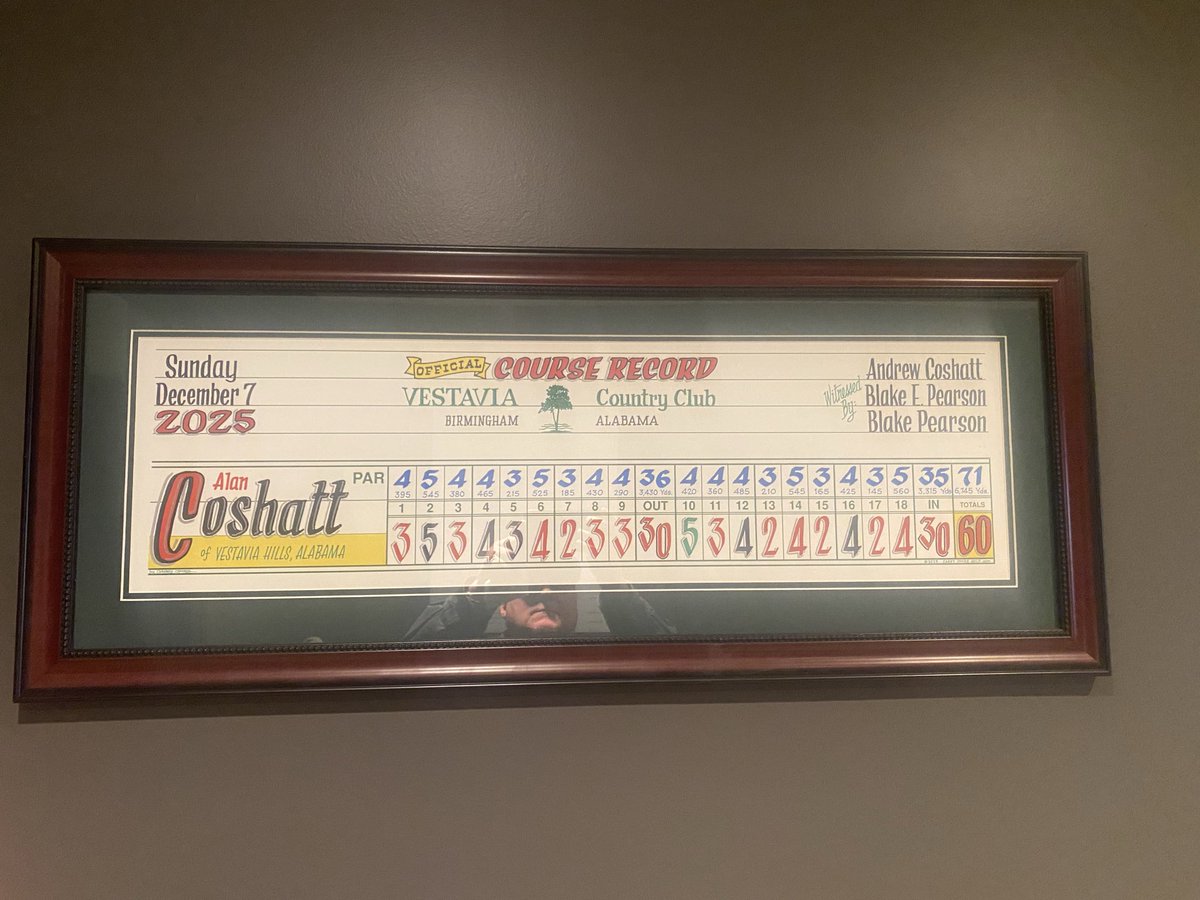 Sunday
December 7
2025
OFFICIAL COURSE RECORD
VESTAVIA Country Club
BIRMINGHAM ALABAMA
Witnessed By:
Andrew Coshatt
Blake E. Pearson
Blake Pearson
Alan
Coshatt
of VESTAVIA HILLS, ALABAMA
PAR 4 5 4 4 3 5 3 4 4 36 4 4 4 3 5 3 4 3 5 35 71
395 545 380 465 215 525 185 430 290 3,430 Yds. 420 360 485 210 545 165 425 145 560 3,315 Yds. 6,745 Yds.
1 2 3 4 5 6 7 8 9 OUT 10 11 12 13 14 15 16 17 18 IN TOTALS
3 5 3 4 3 4 2 3 3 30 5 3 4 2 4 2 4 2 4 30 60